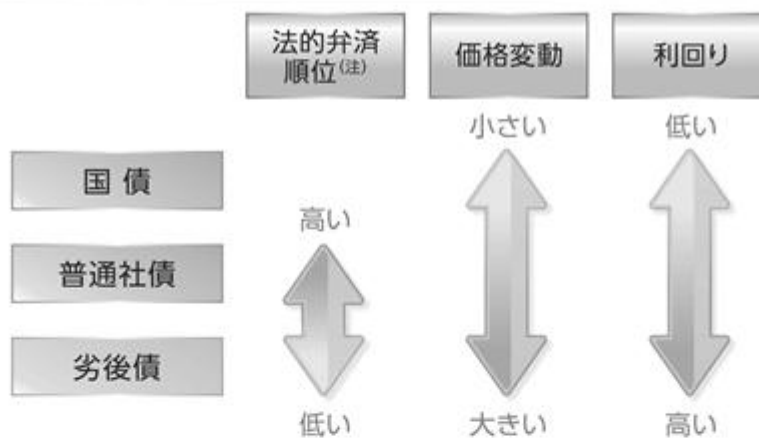 法的弁済
順位(注)
価格変動
利回り
小さい
低い
国債
高い
普通社債
劣後債
低い
大きい
高い